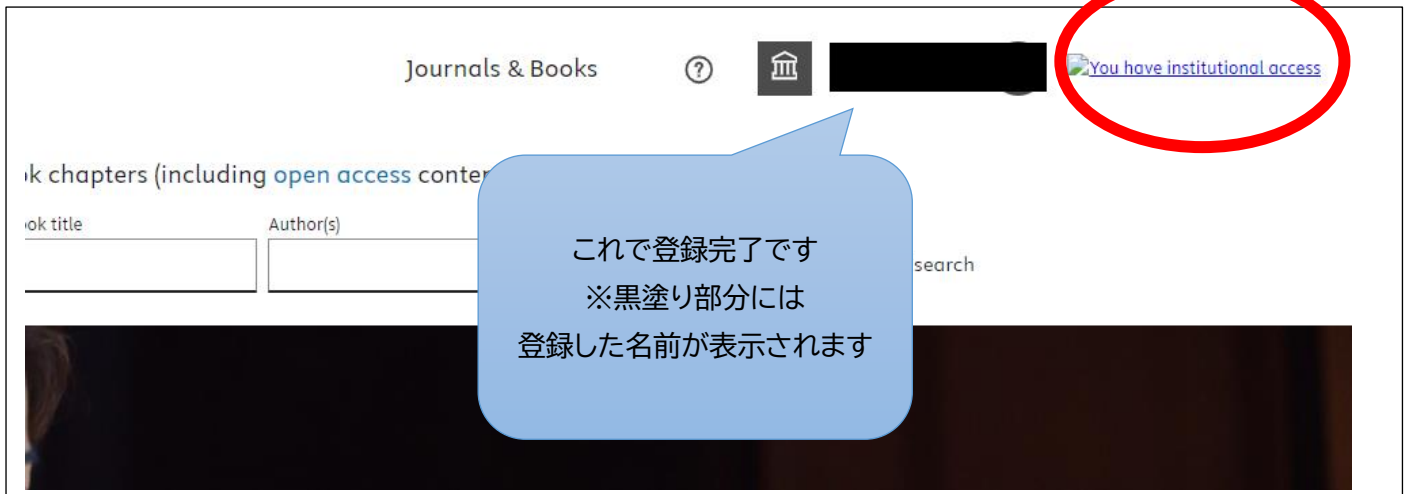 Journals & Books
You have institutional access
k chapters (including open access conte
ok title
Author(s)
search
これで登録完了です
※黒塗り部分には
登録した名前が表示されます